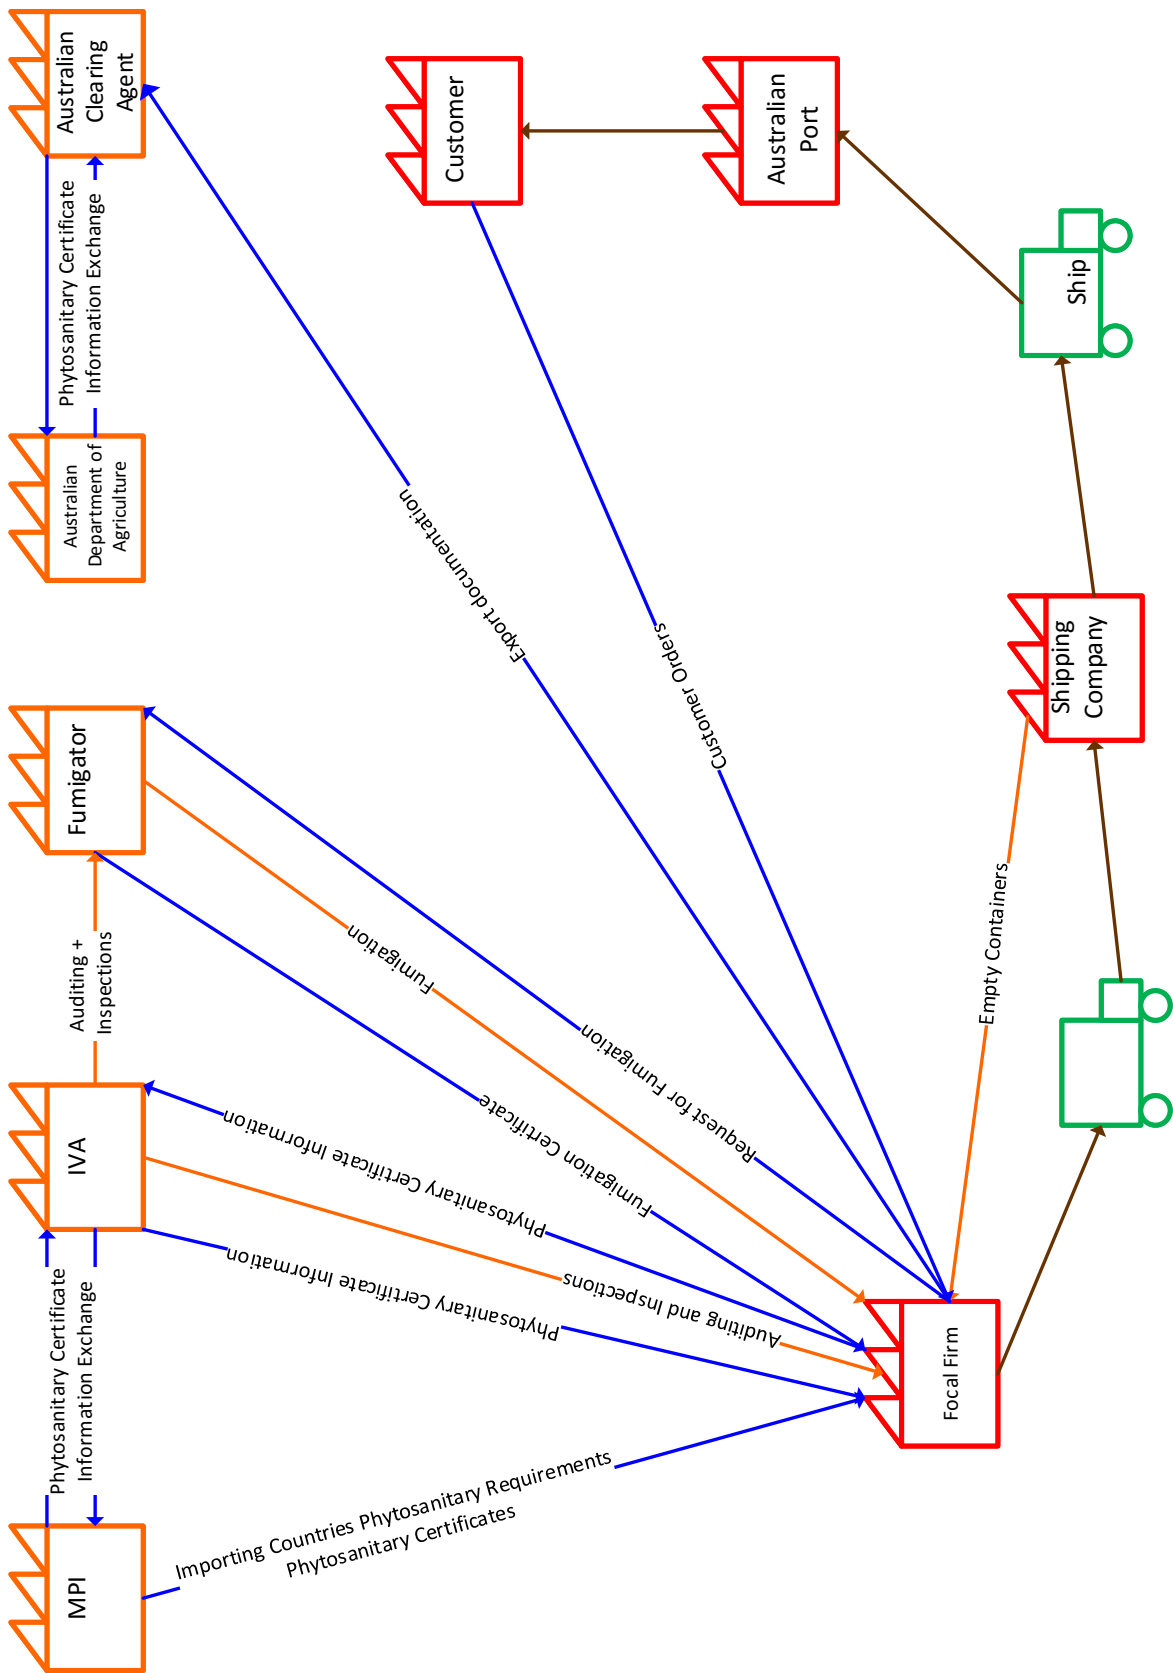 MPI
Phytosanitary Certificate
Information Exchange
IVA
Auditing +
Inspections
Fumigator
Australian
Department of
Agriculture
Phytosanitary Certificate
Information Exchange
Australian
Clearing
Agent
Importing Countries Phytosanitary Requirements
Phytosanitary Certificates
Phytosanitary Certificate Information
Auditing and Inspections
Phytosanitary Certificate Information
Fumigation Certificate
Fumigation
Request for Fumigation
Export documentation
Customer Orders
Customer
Focal Firm
Empty Containers
Shipping
Company
Ship
Australian
Port